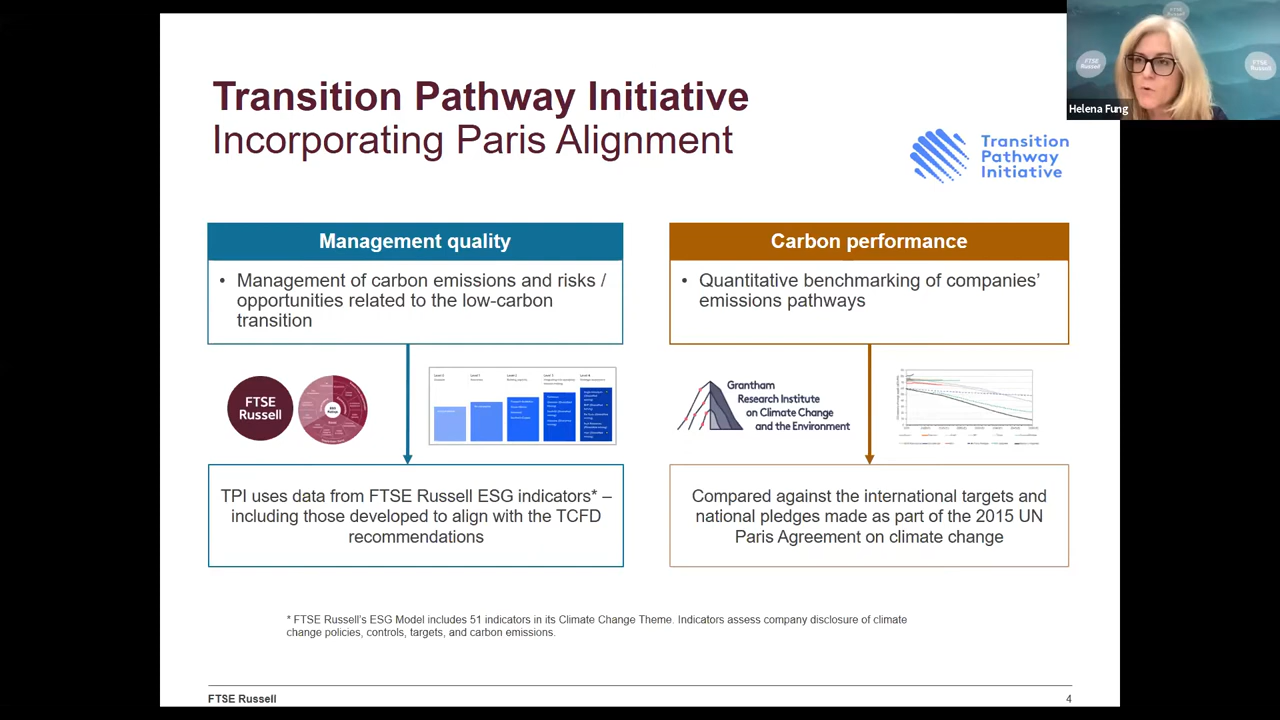 Transition Pathway Initiative
Incorporating Paris Alignment
FTSE
Russell
FTSE
Russell
Helena Fung
Transition
Pathway
Initiative
Management quality
• Management of carbon emissions and risks /
opportunities related to the low-carbon
transition
FTSE
Russell
TPI uses data from FTSE Russell ESG indicators* –
including those developed to align with the TCFD
recommendations
Carbon performance
• Quantitative benchmarking of companies’
emissions pathways
Grantham
Research Institute
on Climate Change
and the Environment
Compared against the international targets and
national pledges made as part of the 2015 UN
Paris Agreement on climate change
* FTSE Russell’s ESG Model includes 51 indicators in its Climate Change Theme. Indicators assess company disclosure of climate
change policies, controls, targets, and carbon emissions.
FTSE Russell
4